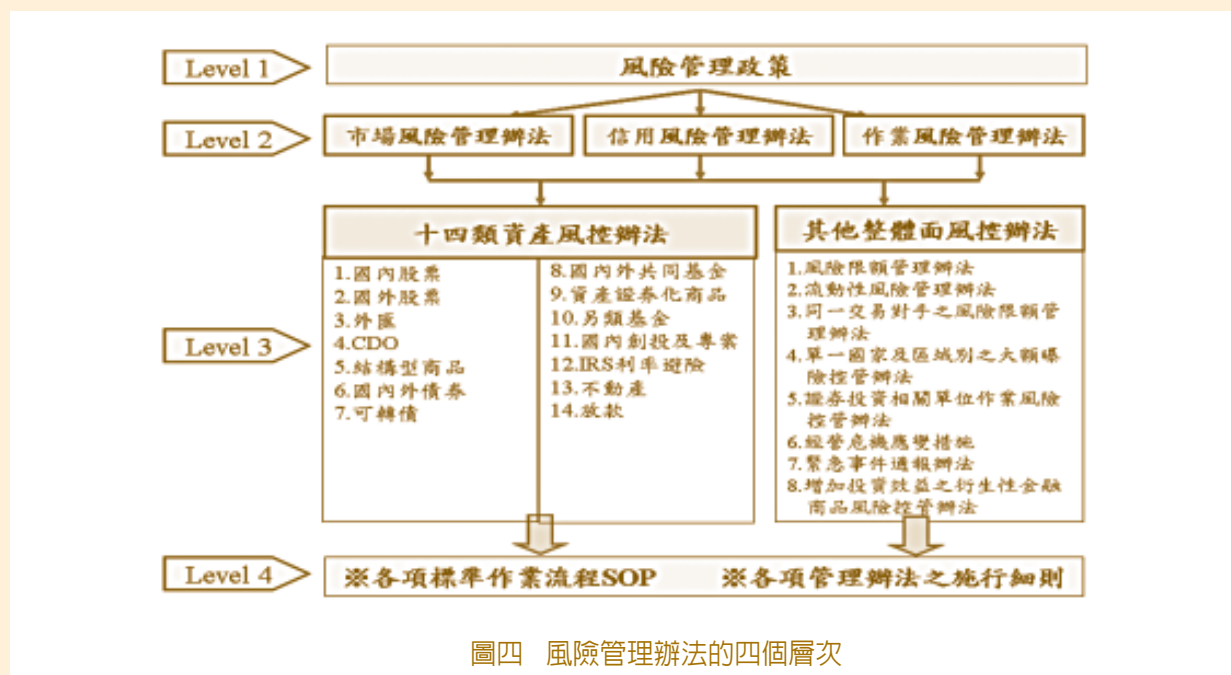 Level 1
風險管理政策
Level 2
市場風險管理辦法
信用風險管理辦法
作業風險管理辦法
Level 3
十四類資產風控辦法
1.國內股票
2.國外股票
3.外匯
4.CDO
5.結構型商品
6.國內外債券
7.可轉債
8.國內外共同基金
9.資產證券化商品
10.另類基金
11.國內創投及專案
12.IRS利率避險
13.不動產
14.放款
其他整體面風控辦法
1.風險限額管理辦法
2.流動性風險管理辦法
3.同一交易對手之風險限額管
理辦法
4.單一國家及區域別之大額曝
險控管辦法
5.證券投資相關單位作業風險
控管辦法
6.經營危機應變措施
7.緊急事件通報辦法
8.增加投資效益之衍生性金融
商品風險控管辦法
Level 4
※各項標準作業流程SOP ※各項管理辦法之施行細則
圖四 風險管理辦法的四個層次